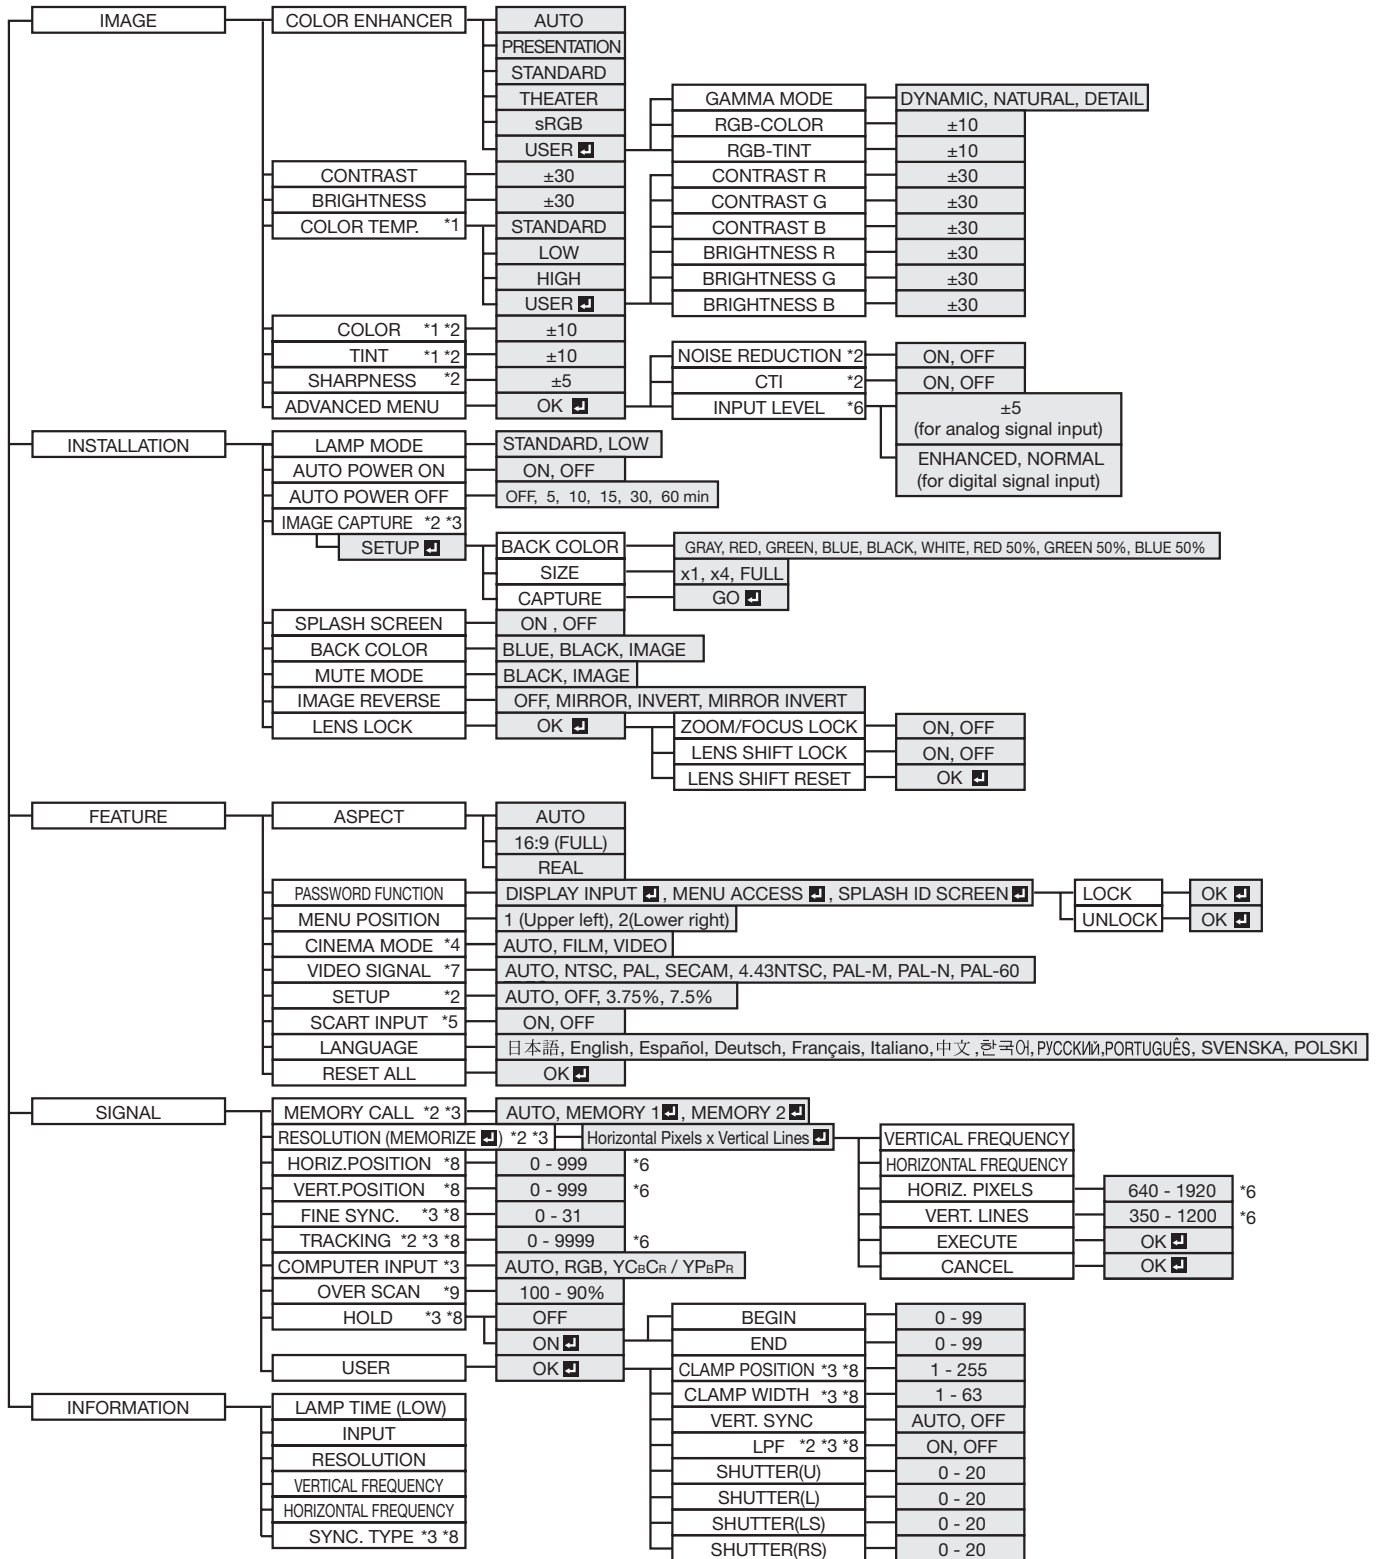 IMAGE COLOR ENHANCER AUTO
PRESENTATION
STANDARD
THEATER GAMMA MODE DYNAMIC, NATURAL, DETAIL
sRGB RGB-COLOR ±10
USER RGB-TINT ±10
CONTRAST ±30 CONTRAST R ±30
BRIGHTNESS ±30 CONTRAST G ±30
COLOR TEMP. *1 STANDARD CONTRAST B ±30
LOW BRIGHTNESS R ±30
HIGH BRIGHTNESS G ±30
USER BRIGHTNESS B ±30
COLOR *1 *2 ±10
TINT *1 *2 ±10 NOISE REDUCTION *2 ON, OFF
SHARPNESS *2 ±5 CTI *2 ON, OFF
ADVANCED MENU OK INPUT LEVEL *6 ±5
(for analog signal input)
ENHANCED, NORMAL
(for digital signal input)
INSTALLATION LAMP MODE STANDARD, LOW
AUTO POWER ON ON, OFF
AUTO POWER OFF OFF, 5, 10, 15, 30, 60 min
IMAGE CAPTURE *2 *3
SETUP BACK COLOR GRAY, RED, GREEN, BLUE, BLACK, WHITE, RED 50%, GREEN 50%, BLUE 50%
SIZE x1, x4, FULL
CAPTURE GO
SPLASH SCREEN ON , OFF
BACK COLOR BLUE, BLACK, IMAGE
MUTE MODE BLACK, IMAGE
IMAGE REVERSE OFF, MIRROR, INVERT, MIRROR INVERT
LENS LOCK OK ZOOM/FOCUS LOCK ON, OFF
LENS SHIFT LOCK ON, OFF
LENS SHIFT RESET OK
FEATURE ASPECT AUTO
16:9 (FULL)
REAL
PASSWORD FUNCTION DISPLAY INPUT , MENU ACCESS , SPLASH ID SCREEN LOCK OK
UNLOCK OK
MENU POSITION 1 (Upper left), 2(Lower right)
CINEMA MODE *4 AUTO, FILM, VIDEO
VIDEO SIGNAL *7 AUTO, NTSC, PAL, SECAM, 4.43NTSC, PAL-M, PAL-N, PAL-60
SETUP *2 AUTO, OFF, 3.75%, 7.5%
SCART INPUT *5 ON, OFF
LANGUAGE 日本語, English, Español, Deutsch, Français, Italiano,中文 ,한국어, РУССКИЙ,PORTUGUÊS, SVENSKA, POLSKI
RESET ALL OK
SIGNAL MEMORY CALL *2 *3 AUTO, MEMORY 1 , MEMORY 2
RESOLUTION (MEMORIZE ) *2 *3 Horizontal Pixels x Vertical Lines VERTICAL FREQUENCY
HORIZ.POSITION *8 0 - 999 *6 HORIZONTAL FREQUENCY
VERT.POSITION *8 0 - 999 *6 HORIZ. PIXELS 640 - 1920 *6
FINE SYNC. *3 *8 0 - 31 VERT. LINES 350 - 1200 *6
TRACKING *2 *3 *8 0 - 9999 *6 EXECUTE OK
COMPUTER INPUT *3 AUTO, RGB, YCBCR / YPBPR CANCEL OK
OVER SCAN *9 100 - 90%
HOLD *3 *8 OFF BEGIN 0 - 99
ON END 0 - 99
USER OK CLAMP POSITION *3 *8 1 - 255
CLAMP WIDTH *3 *8 1 - 63
INFORMATION LAMP TIME (LOW) VERT. SYNC AUTO, OFF
INPUT LPF *2 *3 *8 ON, OFF
RESOLUTION SHUTTER(U) 0 - 20
VERTICAL FREQUENCY SHUTTER(L) 0 - 20
HORIZONTAL FREQUENCY SHUTTER(LS) 0 - 20
SYNC. TYPE *3 *8 SHUTTER(RS) 0 - 20